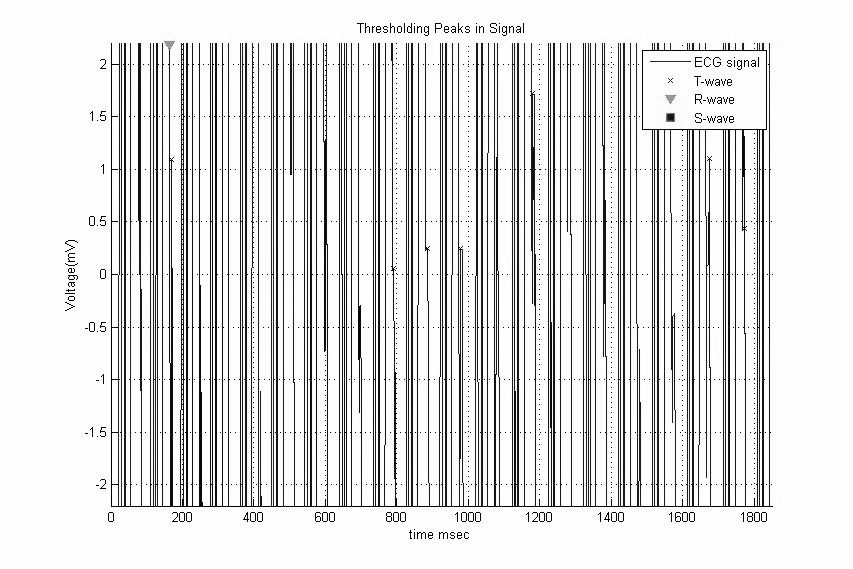 Thresholding Peaks in Signal
ECG signal
T-wave
R-wave
S-wave
Voltage(mV)
2
1.5
1
0.5
0
-0.5
-1
-1.5
-2
0 200 400 600 800 1000 1200 1400 1600 1800
time msec